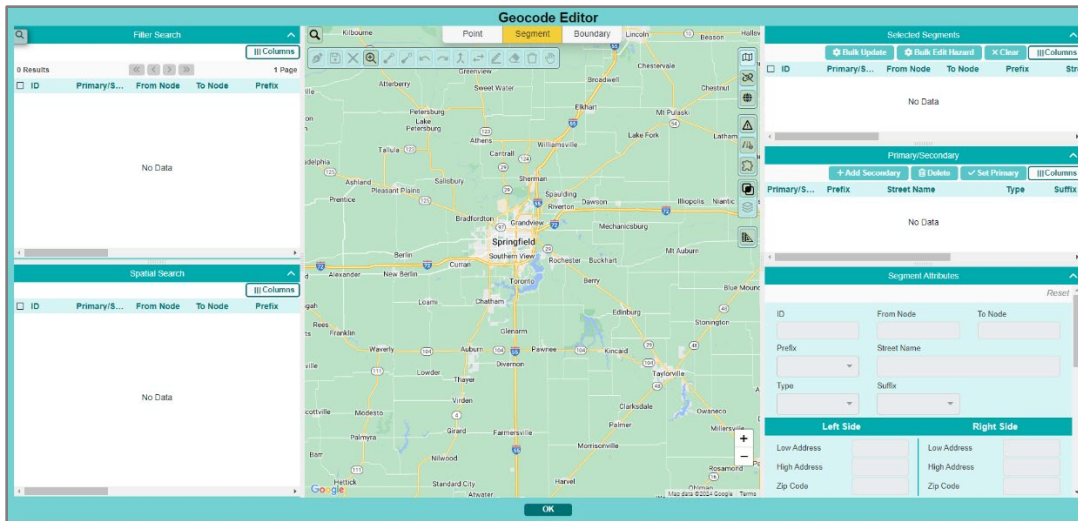 Geocode Editor
Filter Search
Columns
0 Results
1 Page
ID Primary/S... From Node To Node Prefix
No Data
Spatial Search
Columns
ID Primary/S... From Node To Node Prefix
No Data
Point Segment Boundary
Kilbourne
Lincoln
Beason
Chestervale
Greenview
Broadwell
Atterberry
Sweet Water
Chestnut
Elkhart
Petersburg
Lake
Petersburg
Mt Pulaski
Athens
Williamsville
Lake Fork
Latham
Tallula
Cantrall
Salisbury
Sherman
Ashland
Pleasant Plains
Spaulding
Prentice
Riverton
Dawson
Illiopolis
Niantic
Bradfordton
Grandview
Mechanicsburg
Springfield
Berlin
Southern View
Mt Auburn
Alexander
New Berlin
Curran
Rochester
Buckhart
Toronto
Blue Mound
Loami
Chatham
Berry
Edinburg
Rees
Franklin
Glenarm
Stonington
Waverly
Auburn
Pawnee
Kincaid
Divernon
Lowder
Thayer
Taylorville
Virden
Clarksdale
Owaneco
Modesto
Palmer
Girard
Farmersville
Millersville
Palmyra
Morrisonville
Barr
Nilwood
Rosamond
Hettick
Standard City
Harvel
Atwater
Ohlman
Google
Map data ©2024 Google Terms
Selected Segments
Bulk Update Bulk Edit Hazard Clear Columns
ID Primary/S... From Node To Node Prefix Stre
No Data
Primary/Secondary
Add Secondary Delete Set Primary Columns
Primary/S... Prefix Street Name Type Suffix
No Data
Segment Attributes
Reset
ID From Node To Node
Prefix Street Name
Type Suffix
Left Side Right Side
Low Address Low Address
High Address High Address
Zip Code Zip Code
OK